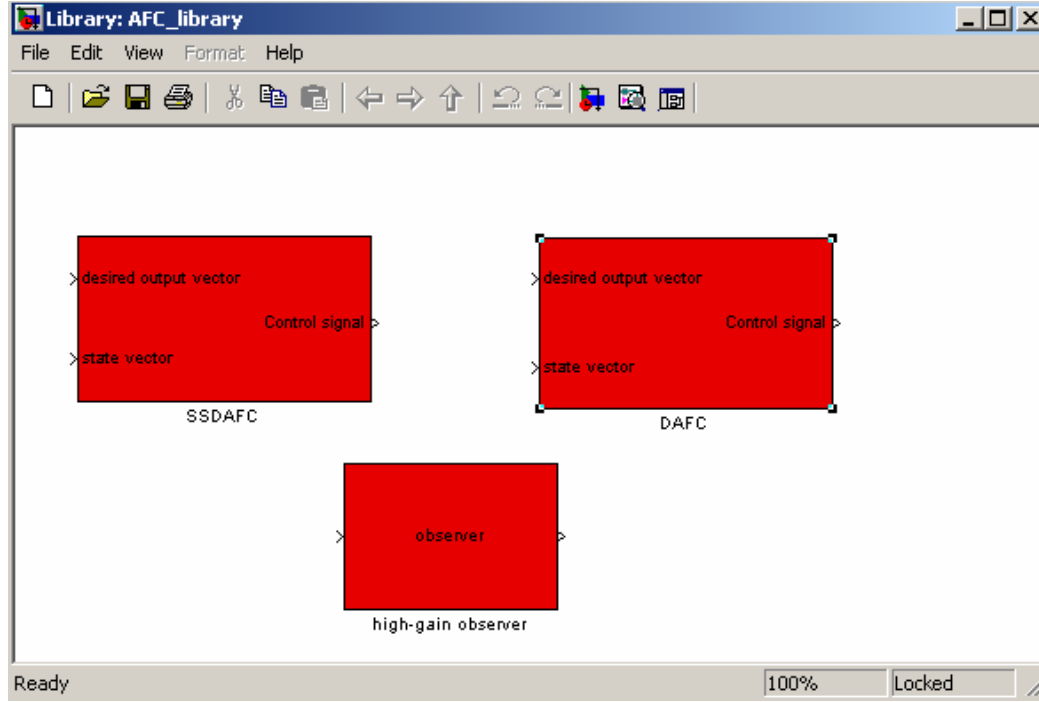 Library: AFC_library
File Edit View Format Help
desired output vector
Control signal
state vector
SSDAFC
desired output vector
Control signal
state vector
DAFC
observer
high-gain observer
Ready 100% Locked